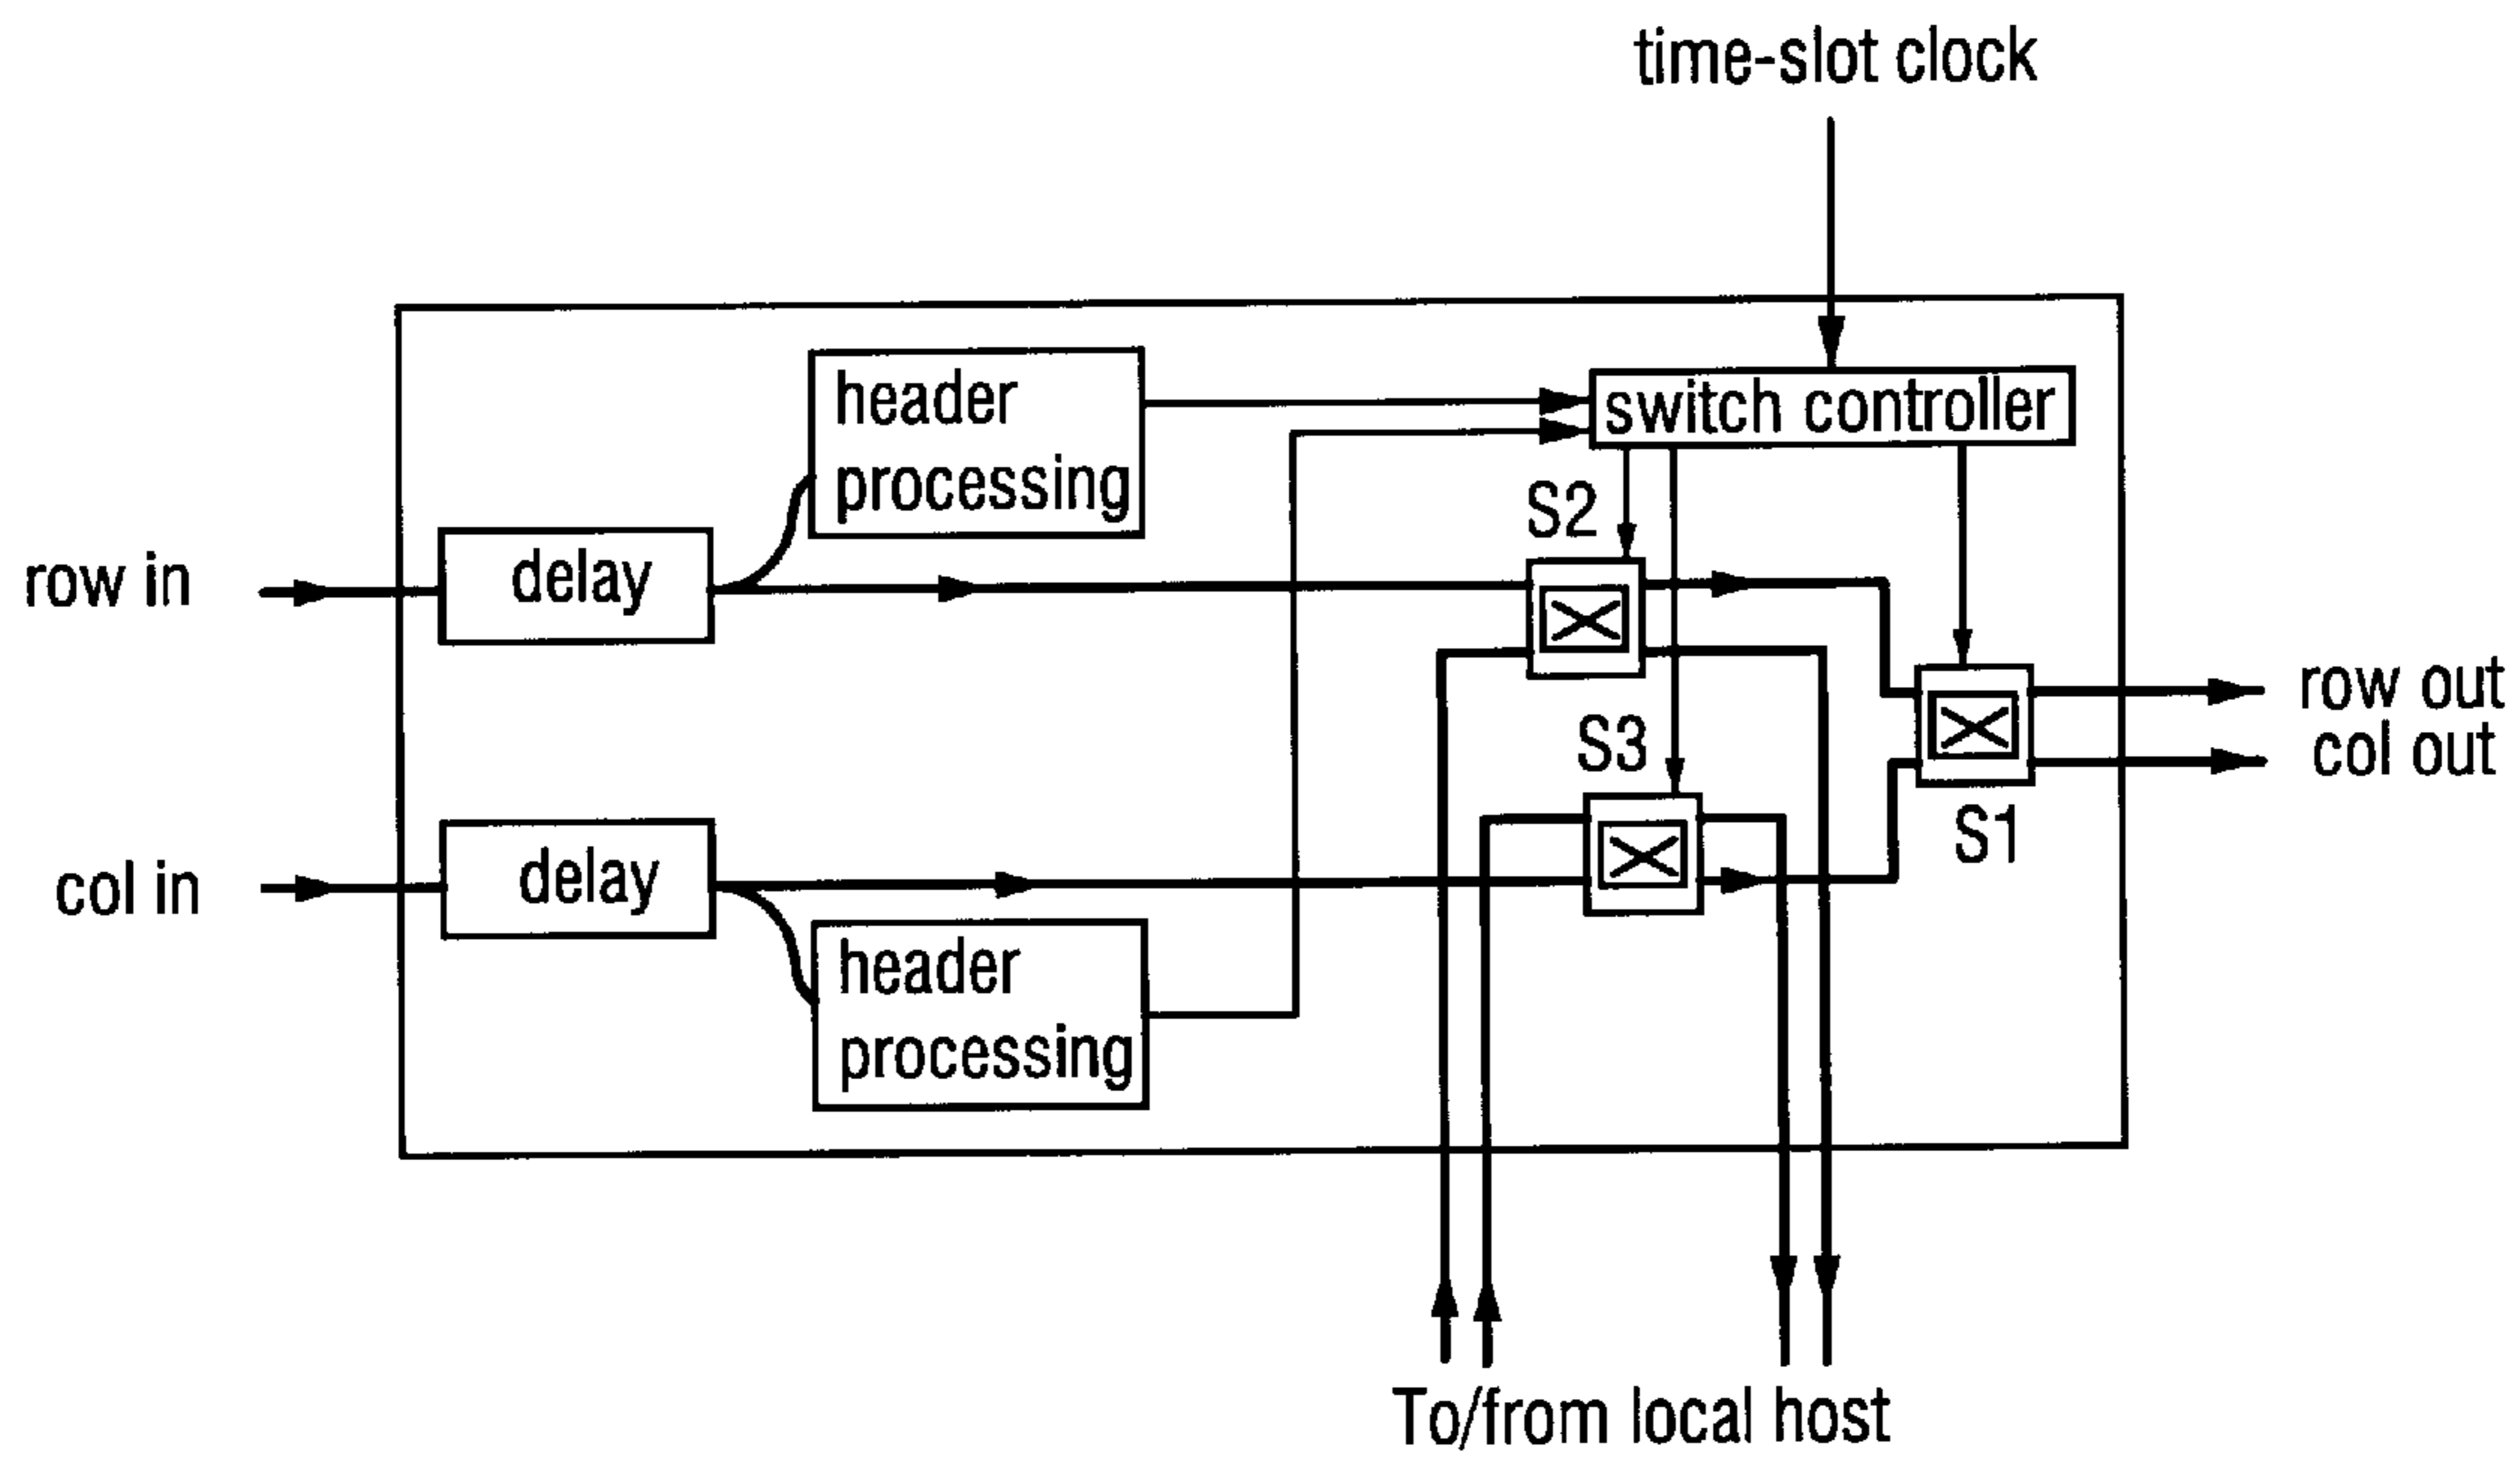 time-slot clock
header
processing
switch controller
S2
row in
delay
row out
col out
S3
S1
col in
delay
header
processing
To/from local host